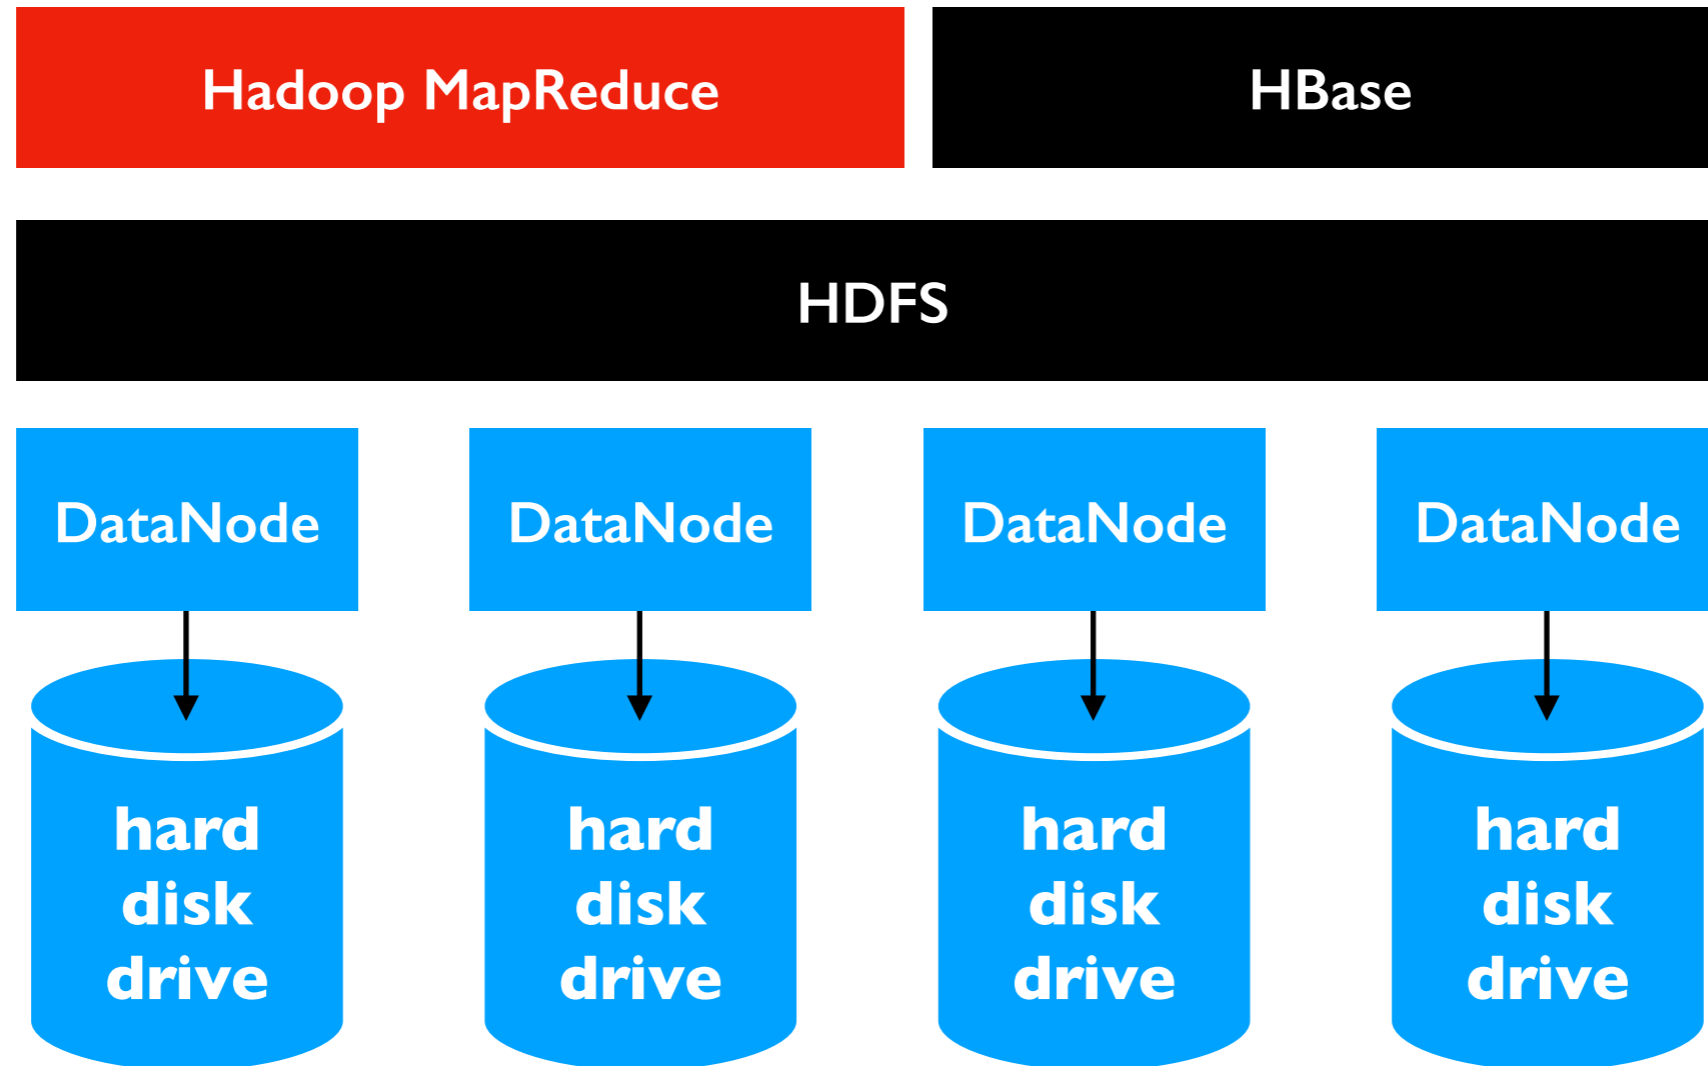 Hadoop MapReduce
HBase
HDFS
DataNode
DataNode
DataNode
DataNode
hard
disk
drive
hard
disk
drive
hard
disk
drive
hard
disk
drive